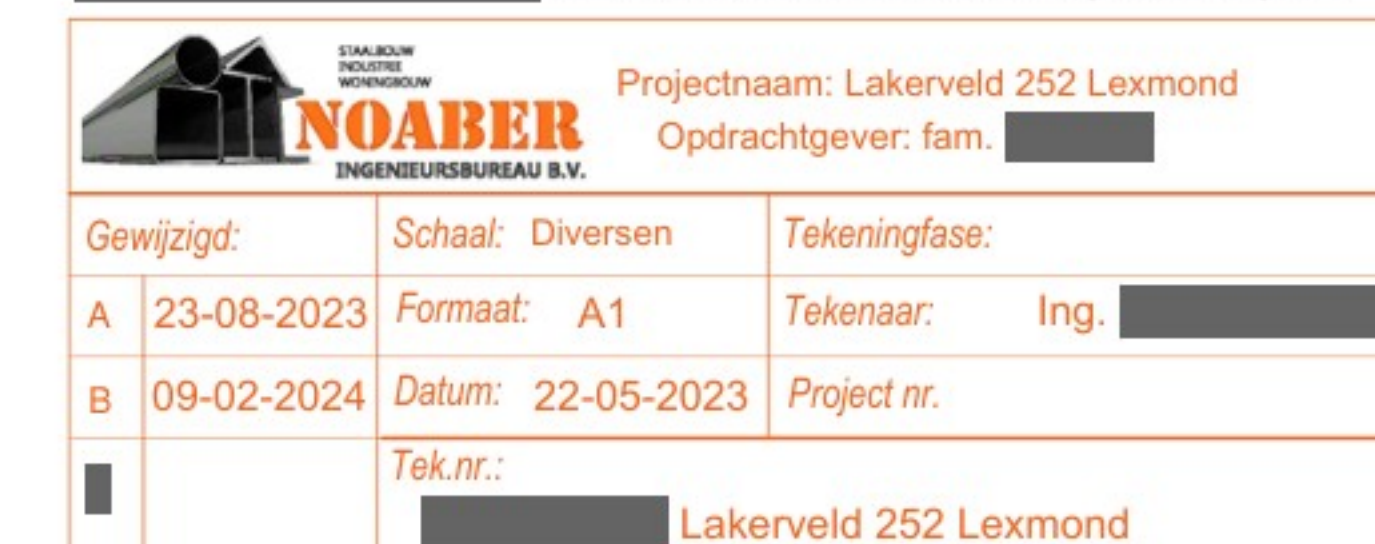 STAALBOUW
INDUSTRIE
WONINGBOUW
NOABER
INGENIEURSBUREAU B.V.
Projectnaam: Lakerveld 252 Lexmond
Opdrachtgever: fam.
Gewijzigd:
Schaal: Diversen
Tekeningfase:
A 23-08-2023
Formaat: A1
Tekenaar: Ing.
B 09-02-2024
Datum: 22-05-2023
Project nr.
Tek.nr.:
Lakerveld 252 Lexmond